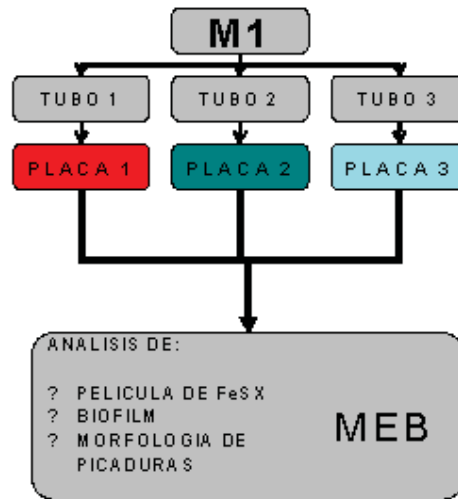 M1
TUBO 1 TUBO 2 TUBO 3
PLACA 1 PLACA 2 PLACA 3
ANALISIS DE:
? PELICULA DE FeSX
? BIOFILM
? MORFOLOGIA DE
PICADURAS
MEB